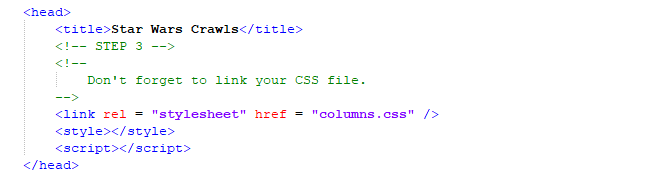 <head>
<title>Star Wars Crawls</title>
<!-- STEP 3 -->
<!--
Don't forget to link your CSS file.
-->
<link rel = "stylesheet" href = "columns.css" />
<style></style>
<script></script>
</head>